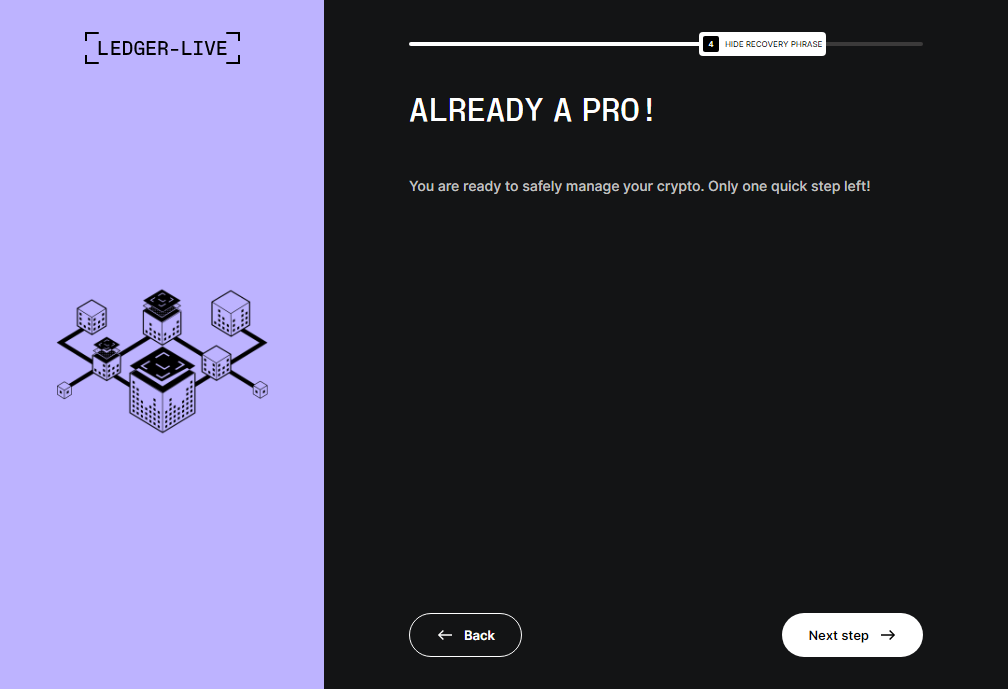 LEDGER-LIVE
4 HIDE RECOVERY PHRASE
ALREADY A PRO!
You are ready to safely manage your crypto. Only one quick step left!
Back
Next step